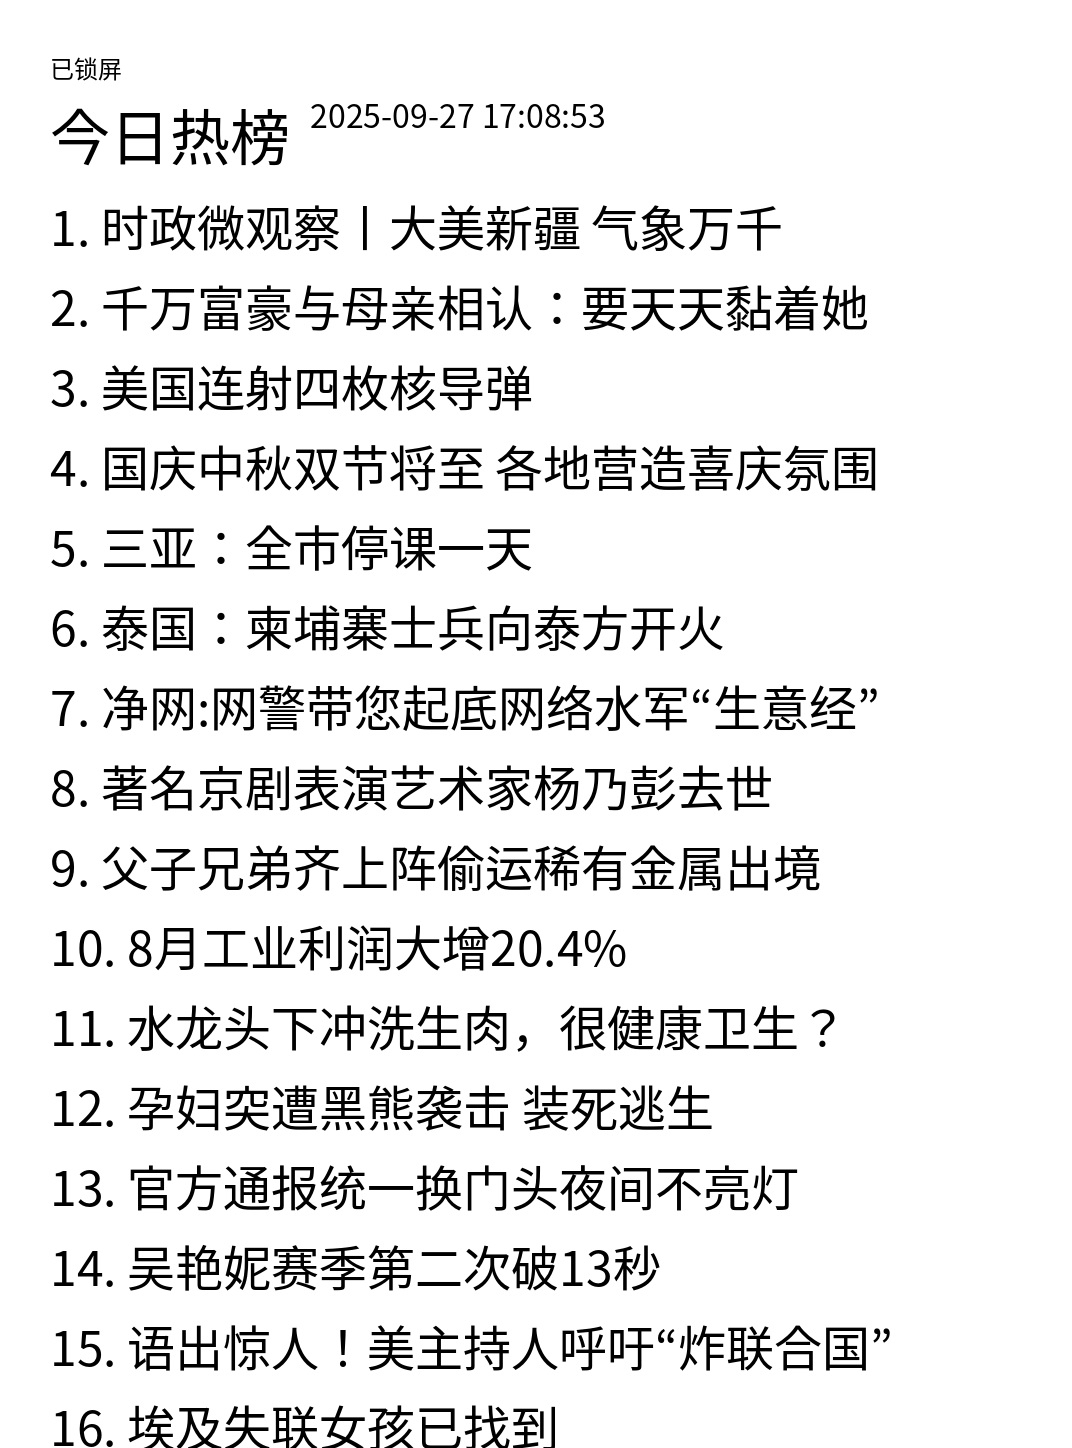 已锁屏
今日热榜 2025-09-27 17:08:53
1. 时政微观察丨大美新疆 气象万千
2. 千万富豪与母亲相认：要天天黏着她
3. 美国连射四枚核导弹
4. 国庆中秋双节将至 各地营造喜庆氛围
5. 三亚：全市停课一天
6. 泰国：柬埔寨士兵向泰方开火
7. 净网:网警带您起底网络水军“生意经”
8. 著名京剧表演艺术家杨乃彭去世
9. 父子兄弟齐上阵偷运稀有金属出境
10. 8月工业利润大增20.4%
11. 水龙头下冲洗生肉，很健康卫生？
12. 孕妇突遭黑熊袭击 装死逃生
13. 官方通报统一换门头夜间不亮灯
14. 吴艳妮赛季第二次破13秒
15. 语出惊人！美主持人呼吁“炸联合国”
16. 埃及失联女孩已找到